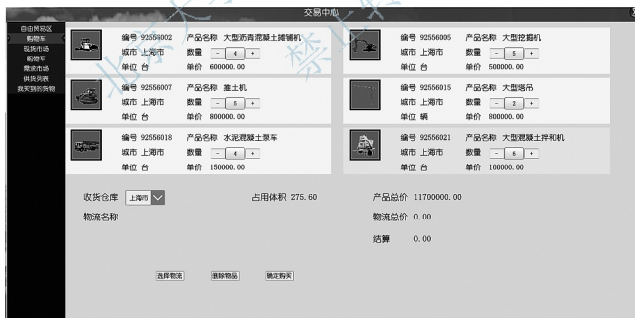 交易中心
自由贸易区
购物车
现货市场
购物车
需求市场
供货列表
我买到的货物
编号 92556002 产品名称 大型沥青混凝土摊铺机
城市 上海市 数量 - 4 +
单位 台 单价 600000.00
编号 92556005 产品名称 大型挖掘机
城市 上海市 数量 - 5 +
单位 台 单价 500000.00
编号 92556007 产品名称 推土机
城市 上海市 数量 - 5 +
单位 台 单价 800000.00
编号 92556015 产品名称 大型塔吊
城市 上海市 数量 - 2 +
单位 辆 单价 800000.00
编号 92556018 产品名称 水泥混凝土泵车
城市 上海市 数量 - 4 +
单位 台 单价 150000.00
编号 92556021 产品名称 大型混凝土拌和机
城市 上海市 数量 - 6 +
单位 台 单价 100000.00
收货仓库 上海市 占用体积 275.60 产品总价 11700000.00
物流名称 物流总价 0.00
结算 0.00
选择物流 删除物品 确定购买